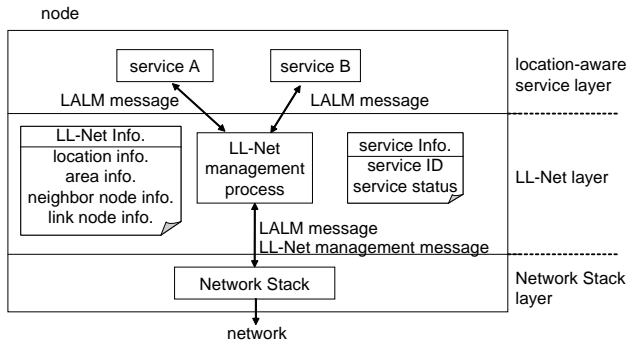 node
service A
service B
location-aware
service layer
LALM message
LALM message
LL-Net Info.
location info.
area info.
neighbor node info.
link node info.
LL-Net
management
process
service Info.
service ID
service status
LL-Net layer
LALM message
LL-Net management message
Network Stack
Network Stack
layer
network